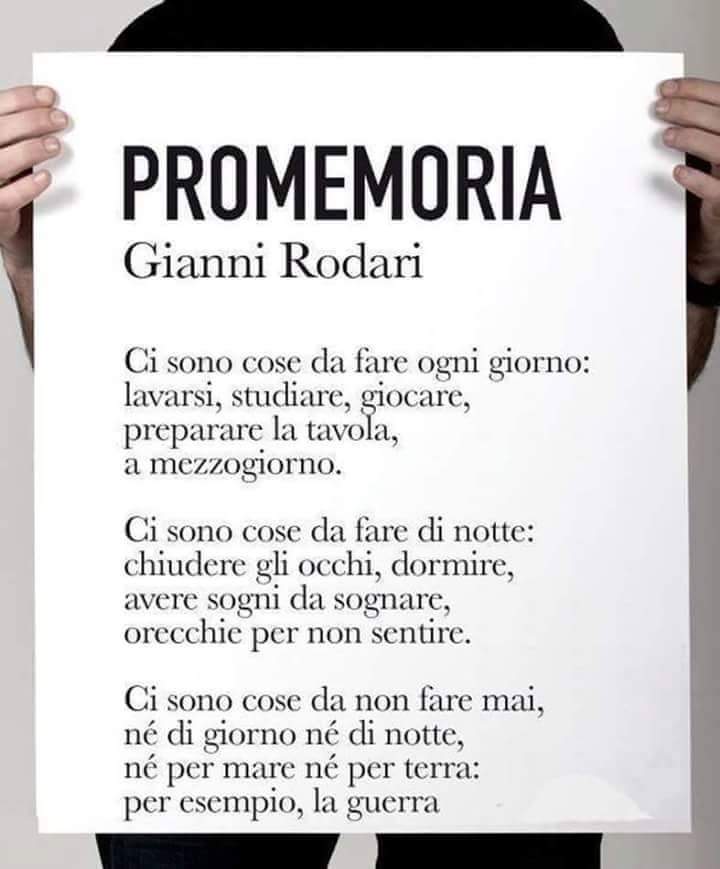 PROMEMORIA
Gianni Rodari
Ci sono cose da fare ogni giorno:
lavarsi, studiare, giocare,
preparare la tavola,
a mezzogiorno.
Ci sono cose da fare di notte:
chiudere gli occhi, dormire,
avere sogni da sognare,
orecchie per non sentire.
Ci sono cose da non fare mai,
né di giorno né di notte,
né per mare né per terra:
per esempio, la guerra